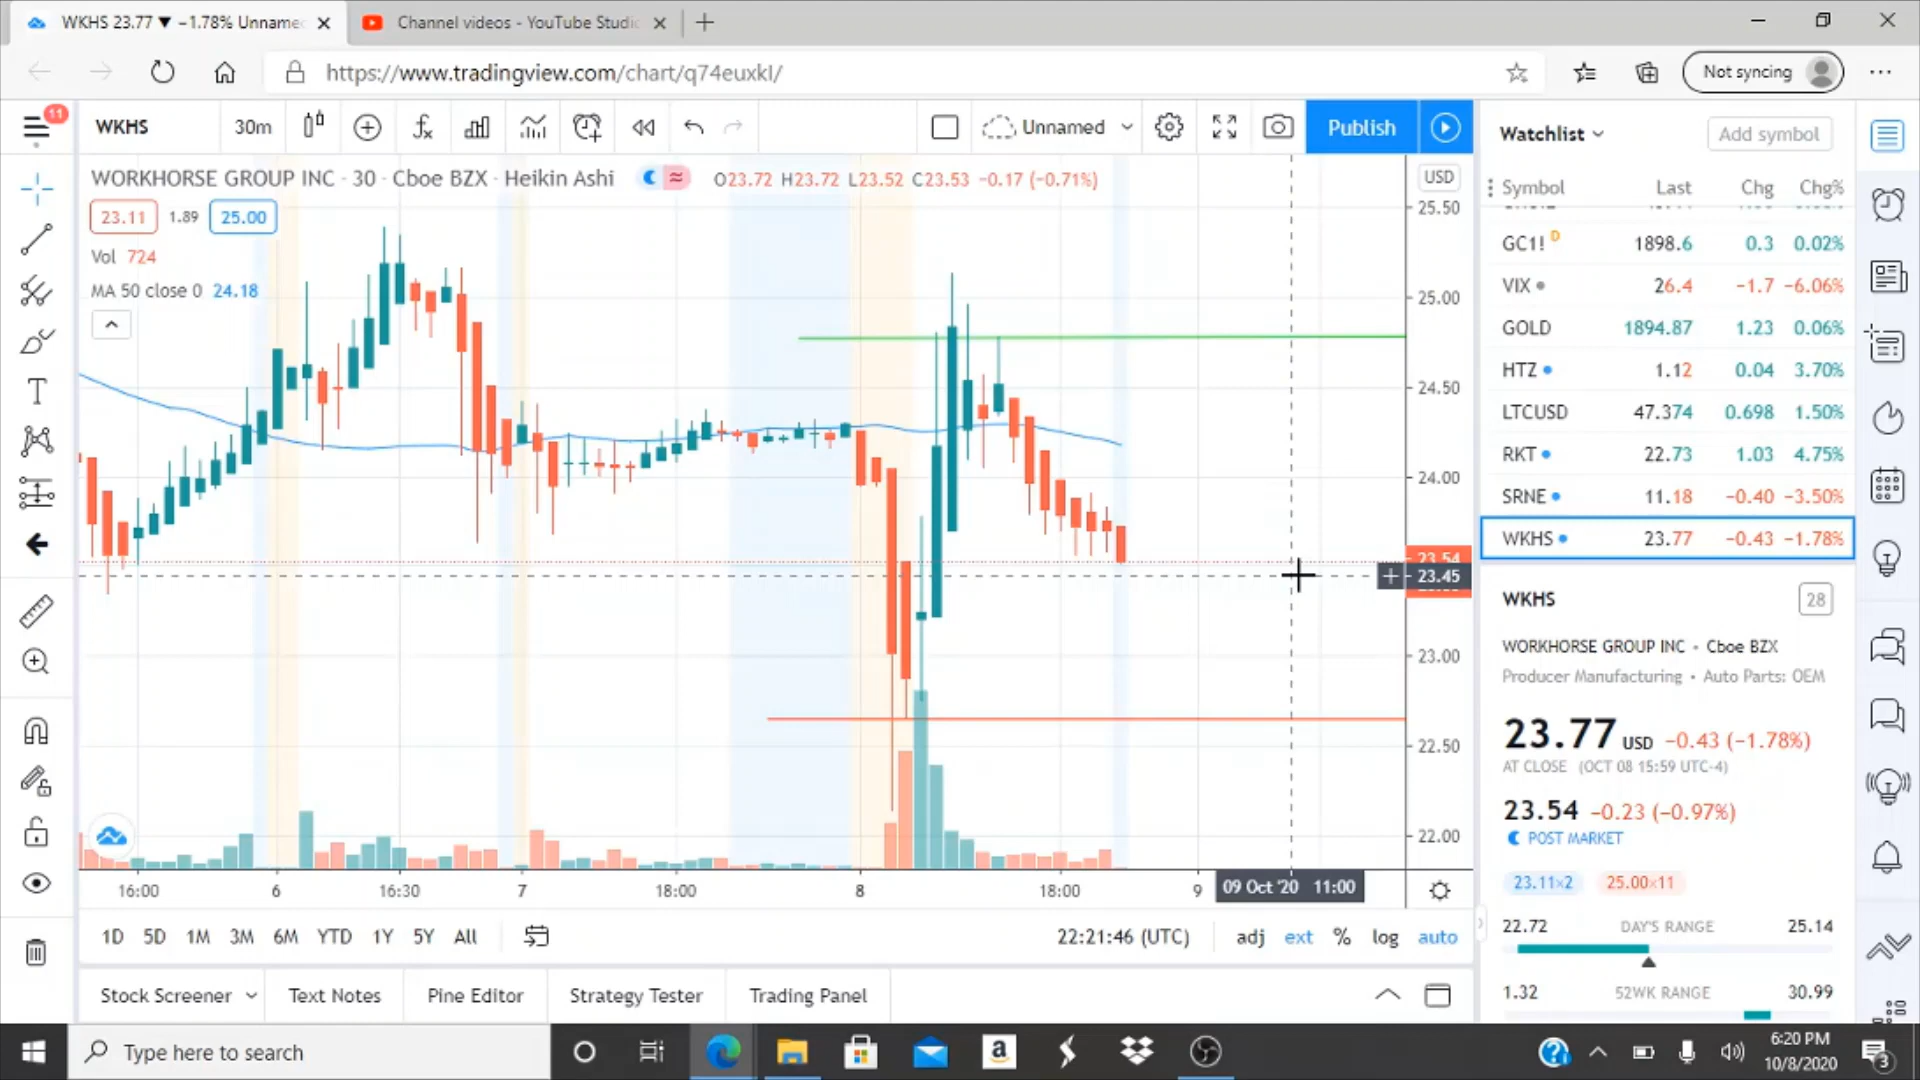 WKHS 23.77 ▼ −1.78% Unname
Channel videos - YouTube Studi
https://www.tradingview.com/chart/q74euxkI/
Not syncing
11
WKHS
30m
Unnamed
Publish
WORKHORSE GROUP INC · 30 · Cboe BZX · Heikin Ashi
O23.72 H23.72 L23.52 C23.53 −0.17 (−0.71%)
23.11 1.89 25.00
Vol 724
MA 50 close 0 24.18
USD
25.50
25.00
24.50
24.00
23.54
23.45
23.00
22.50
22.00
16:00 6 16:30 7 18:00 8 18:00 9 09 Oct '20 11:00
1D 5D 1M 3M 6M YTD 1Y 5Y All
22:21:46 (UTC) adj ext % log auto
Stock Screener Text Notes Pine Editor Strategy Tester Trading Panel
Watchlist Add symbol
Symbol Last Chg Chg%
GC1! D 1898.6 0.3 0.02%
VIX 26.4 −1.7 −6.06%
GOLD 1894.87 1.23 0.06%
HTZ 1.12 0.04 3.70%
LTCUSD 47.374 0.698 1.50%
RKT 22.73 1.03 4.75%
SRNE 11.18 −0.40 −3.50%
WKHS 23.77 −0.43 −1.78%
WKHS 28
WORKHORSE GROUP INC • Cboe BZX
Producer Manufacturing • Auto Parts: OEM
23.77 USD −0.43 (−1.78%)
AT CLOSE (OCT 08 15:59 UTC-4)
23.54 −0.23 (−0.97%)
POST MARKET
23.11×2 25.00×11
22.72 DAY'S RANGE 25.14
1.32 52WK RANGE 30.99
Type here to search
6:20 PM
10/8/2020
3